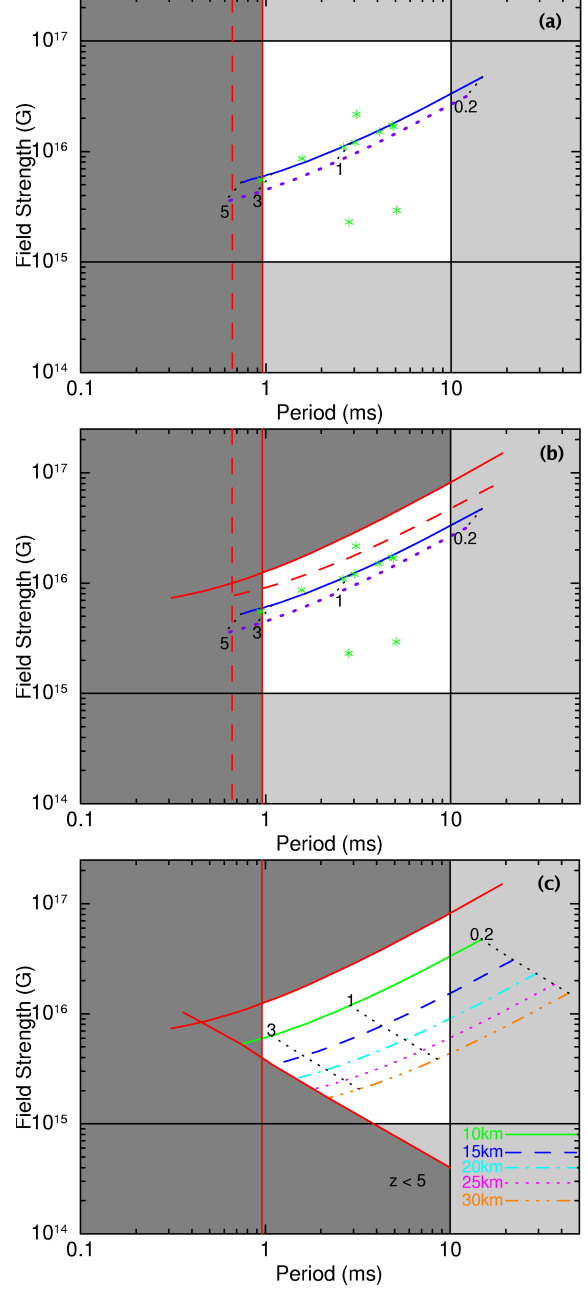 (a)
10^17
10^16
10^15
10^14
Field Strength (G)
0.2
1
3
5
0.1
1
10
Period (ms)
(b)
10^17
10^16
10^15
10^14
Field Strength (G)
0.2
1
3
5
0.1
1
10
Period (ms)
(c)
10^17
10^16
10^15
10^14
Field Strength (G)
0.2
1
3
10km
15km
20km
25km
30km
z < 5
0.1
1
10
Period (ms)